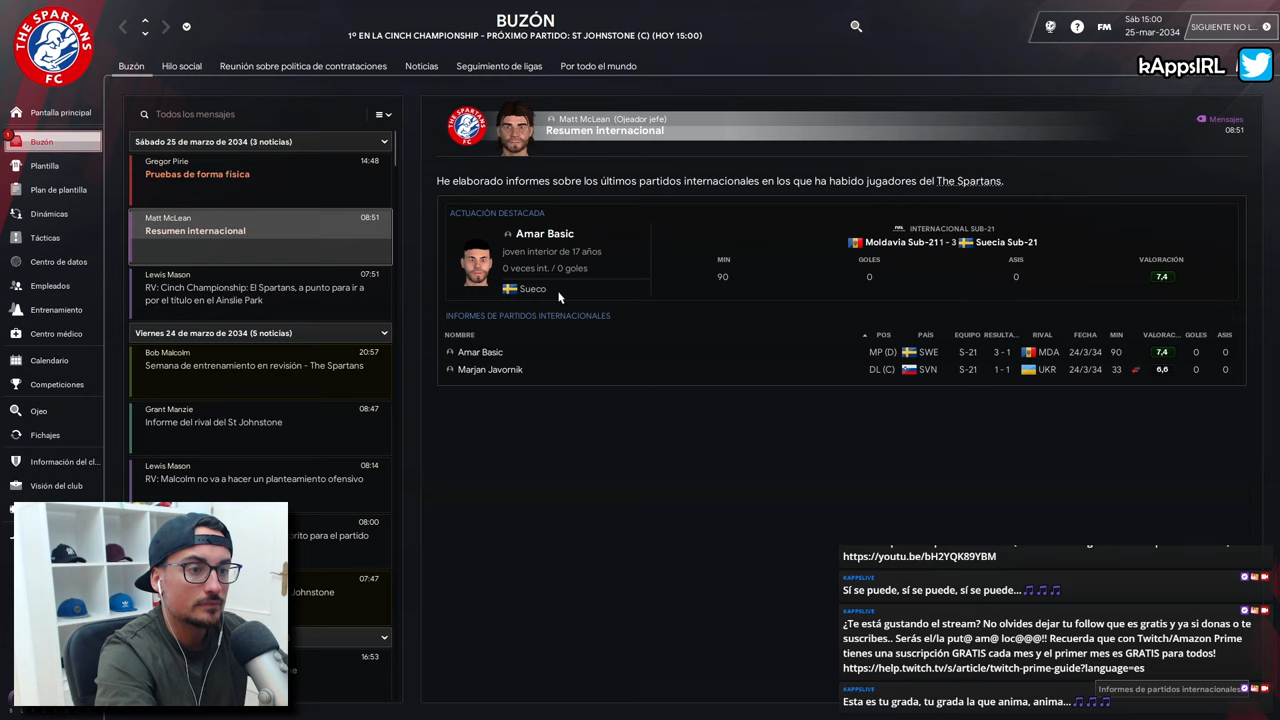 THE SPARTANS
FC
BUZÓN
1º EN LA CINCH CHAMPIONSHIP - PRÓXIMO PARTIDO: ST JOHNSTONE (C) (HOY 15:00)
FM
Sáb 15:00
25-mar-2034
SIGUIENTE NO L...
Buzón
Hilo social
Reunión sobre política de contrataciones
Noticias
Seguimiento de ligas
Por todo el mundo
kAppsIRL
Pantalla principal
1
Buzón
Plantilla
Plan de plantilla
Dinámicas
Tácticas
Centro de datos
Empleados
Entrenamiento
Centro médico
Calendario
Competiciones
Ojeo
Fichajes
Información del cl...
Visión del club
Todos los mensajes
Sábado 25 de marzo de 2034 (3 noticias)
Gregor Pirie 14:48
Pruebas de forma física
Matt McLean 08:51
Resumen internacional
Lewis Mason 07:51
RV: Cinch Championship: El Spartans, a punto para ir a
por el título en el Ainslie Park
Viernes 24 de marzo de 2034 (5 noticias)
Bob Malcolm 20:57
Semana de entrenamiento en revisión - The Spartans
Grant Manzie 08:47
Informe del rival del St Johnstone
Lewis Mason 08:14
RV: Malcolm no va a hacer un planteamiento ofensivo
08:00
orito para el partido
07:47
Johnstone
16:53
Matt McLean (Ojeador jefe)
Resumen internacional
Mensajes
08:51
He elaborado informes sobre los últimos partidos internacionales en los que ha habido jugadores del The Spartans.
ACTUACIÓN DESTACADA
Amar Basic
joven interior de 17 años
0 veces int. / 0 goles
Sueco
INTERNACIONAL SUB-21
Moldavia Sub-21 1 - 3 Suecia Sub-21
MIN GOLES ASIS VALORACIÓN
90 0 0 7,4
INFORMES DE PARTIDOS INTERNACIONALES
NOMBRE POS PAÍS EQUIPO RESULTA... RIVAL FECHA MIN VALORAC... GOLES ASIS
Amar Basic MP (D) SWE S-21 3 - 1 MDA 24/3/34 90 7,4 0 0
Marjan Javornik DL (C) SVN S-21 1 - 1 UKR 24/3/34 33 6,6 0 0
https://youtu.be/bH2YQK89YBM
KAPPSLIVE
Sí se puede, sí se puede, sí se puede...🎵🎵🎵
KAPPSLIVE
¿Te está gustando el stream? No olvides dejar tu follow que es gratis y ya si donas o te
suscribes.. Serás el/la put@ am@ loc@@@!! Recuerda que con Twitch/Amazon Prime
tienes una suscripción GRATIS cada mes y el primer mes es GRATIS para todos!
https://help.twitch.tv/s/article/twitch-prime-guide?language=es
KAPPSLIVE
Informes de partidos internacionales
Esta es tu grada, tu grada la que anima, anima...🎵🎵🎵